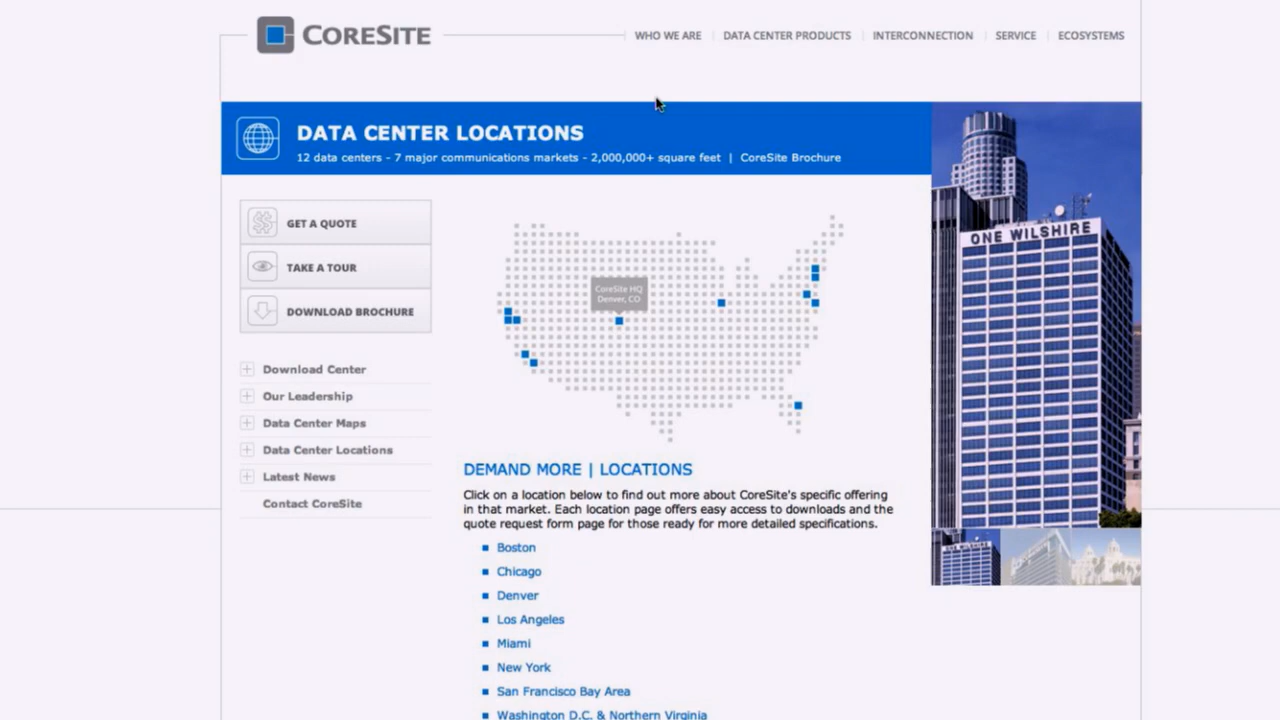 CORESITE
WHO WE ARE
DATA CENTER PRODUCTS
INTERCONNECTION
SERVICE
ECOSYSTEMS
DATA CENTER LOCATIONS
12 data centers - 7 major communications markets - 2,000,000+ square feet | CoreSite Brochure
GET A QUOTE
TAKE A TOUR
DOWNLOAD BROCHURE
Download Center
Our Leadership
Data Center Maps
Data Center Locations
Latest News
Contact CoreSite
CoreSite HQ
Denver, CO
DEMAND MORE | LOCATIONS
Click on a location below to find out more about CoreSite's specific offering
in that market. Each location page offers easy access to downloads and the
quote request form page for those ready for more detailed specifications.
Boston
Chicago
Denver
Los Angeles
Miami
New York
San Francisco Bay Area
Washington D.C. & Northern Virginia
ONE WILSHIRE
ONE WILSHIRE